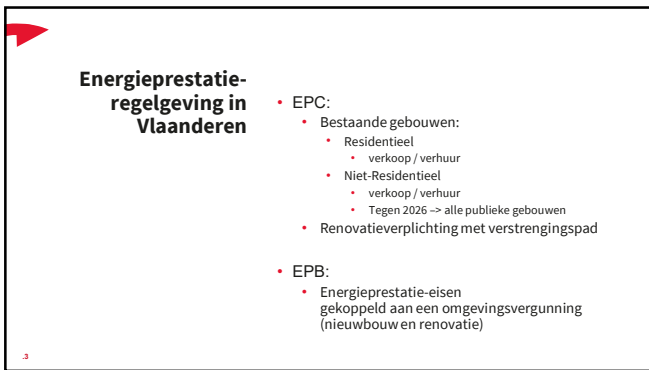 Energieprestatie-
regelgeving in
Vlaanderen
• EPC:
• Bestaande gebouwen:
• Residentieel
• verkoop / verhuur
• Niet-Residentieel
• verkoop / verhuur
• Tegen 2026 –> alle publieke gebouwen
• Renovatieverplichting met verstrengingspad
• EPB:
• Energieprestatie-eisen
gekoppeld aan een omgevingsvergunning
(nieuwbouw en renovatie)
.3